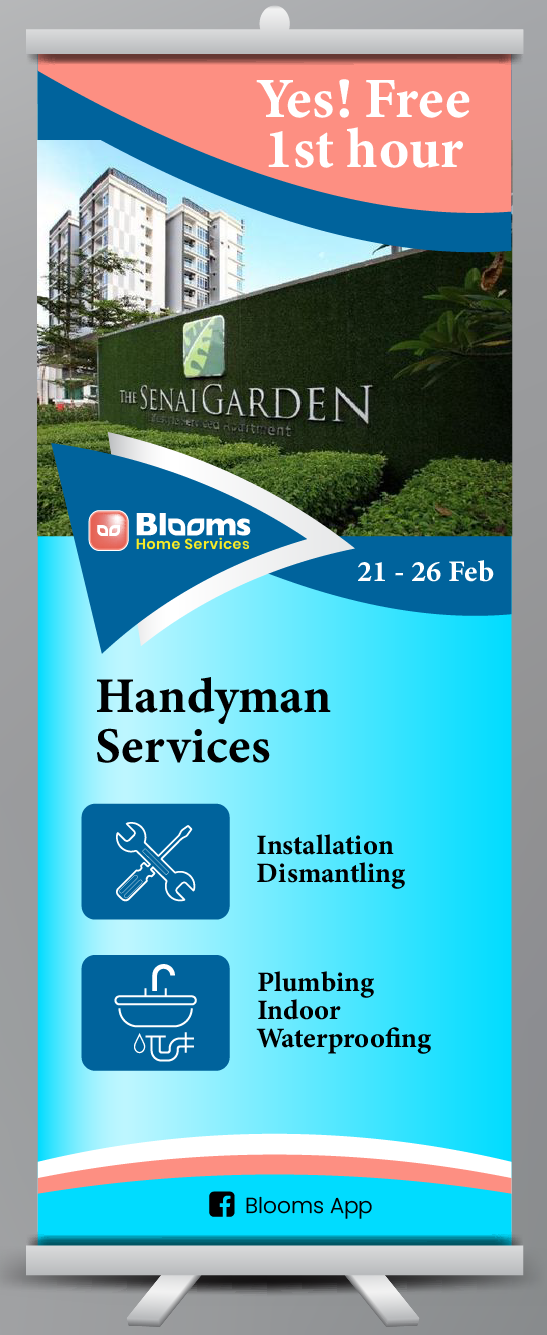 Yes! Free
1st hour
THE SENAI GARDEN
Apartment
Blooms
Home Services
21 - 26 Feb
Handyman
Services
Installation
Dismantling
Plumbing
Indoor
Waterproofing
Blooms App